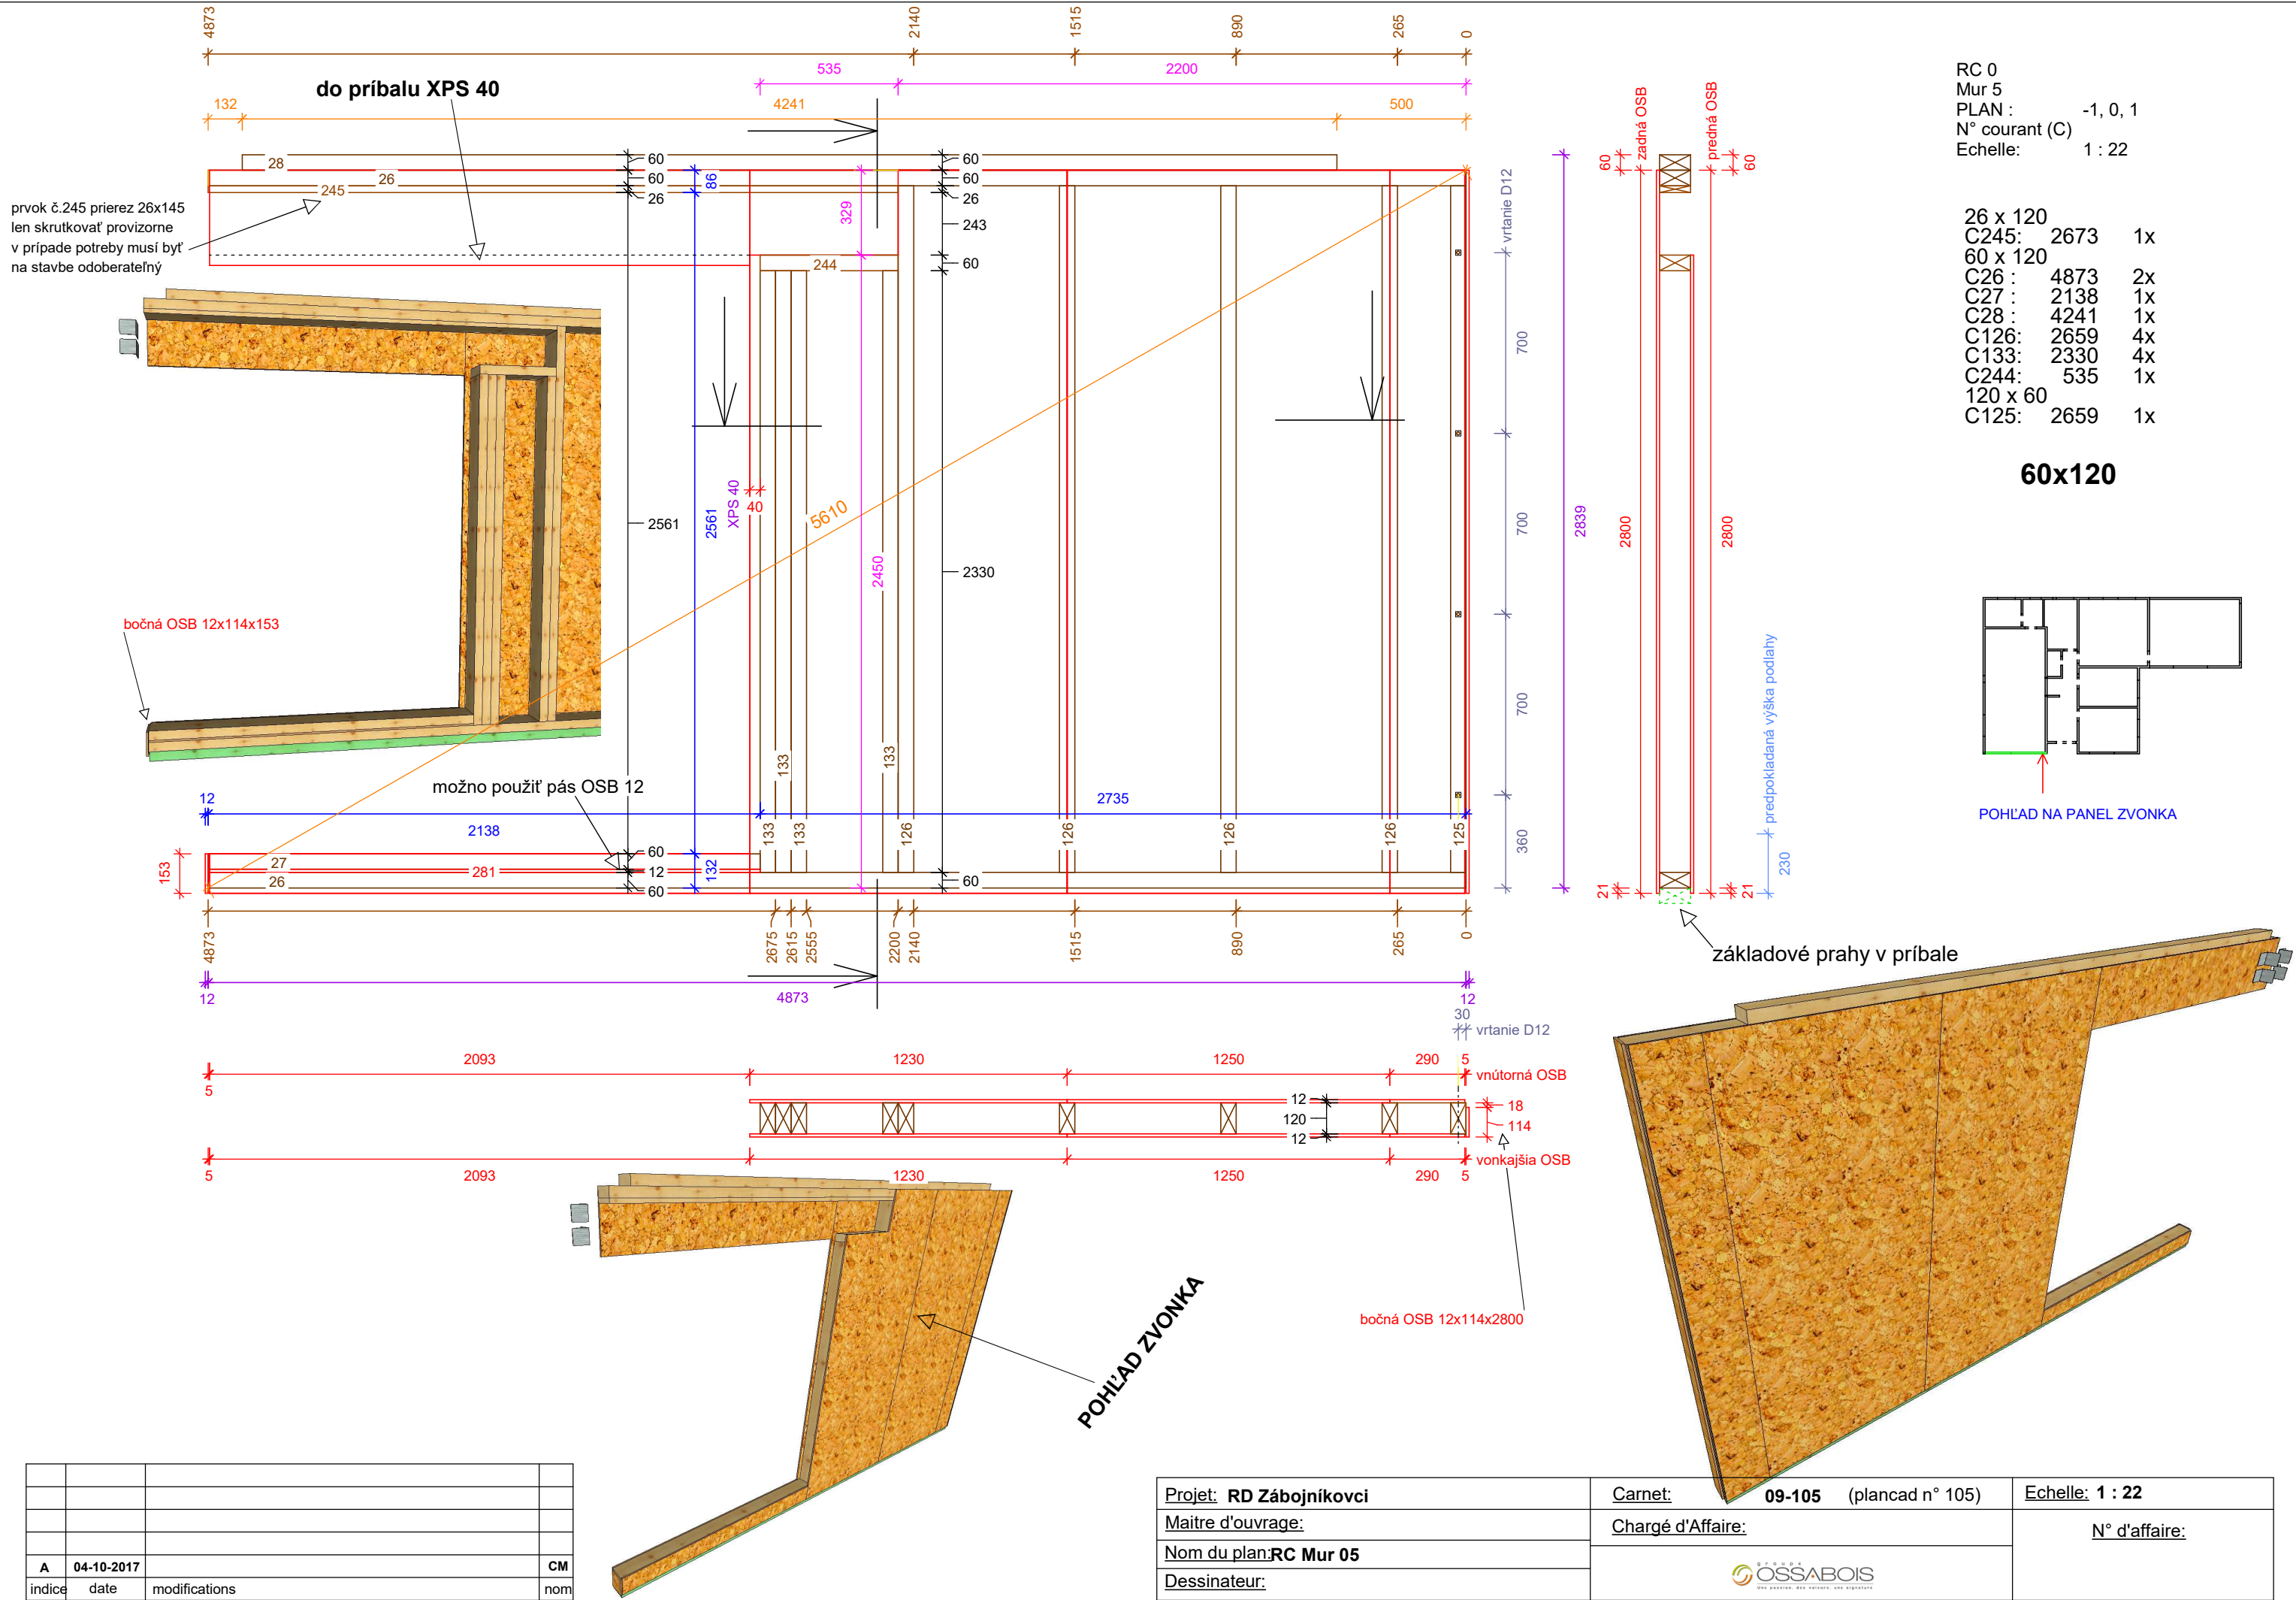 4873
2140
1515
890
265
0
535
2200
do príbalu XPS 40
132
4241
500
28
26
245
60
60
26
86
60
60
26
243
60
329
244
prvok č.245 prierez 26x145
len skrutkovať provizorne
v prípade potreby musí byť
na stavbe odoberateľný
bočná OSB 12x114x153
možno použiť pás OSB 12
2561
2561
XPS 40
40
5610
2450
2330
133
133
133
133
126
126
126
126
125
12
2138
2735
153
27
281
26
60
12
60
132
60
vrtanie D12
700
700
700
360
2839
4873
2675
2615
2555
2200
2140
1515
890
265
0
12
4873
12
30
vrtanie D12
60
zadná OSB
predná OSB
60
2800
2800
21
21
predpokladaná výška podlahy
230
základové prahy v príbale
RC 0
Mur 5
PLAN : -1, 0, 1
N° courant (C)
Echelle: 1 : 22
26 x 120
C245: 2673 1x
60 x 120
C26 : 4873 2x
C27 : 2138 1x
C28 : 4241 1x
C126: 2659 4x
C133: 2330 4x
C244: 535 1x
120 x 60
C125: 2659 1x
60x120
POHĽAD NA PANEL ZVONKA
2093
1230
1250
290
5
5
vnútorná OSB
12
120
12
18
114
5
2093
1230
1250
290
5
vonkajšia OSB
bočná OSB 12x114x2800
POHĽAD ZVONKA
A 04-10-2017 CM
indice date modifications nom
Projet: RD Zábojníkovci
Maitre d'ouvrage:
Nom du plan:RC Mur 05
Dessinateur:
Carnet: 09-105 (plancad n° 105)
Chargé d'Affaire:
groupe
OSSABOIS
Une passion, des valeurs, une signature
Echelle: 1 : 22
N° d'affaire: